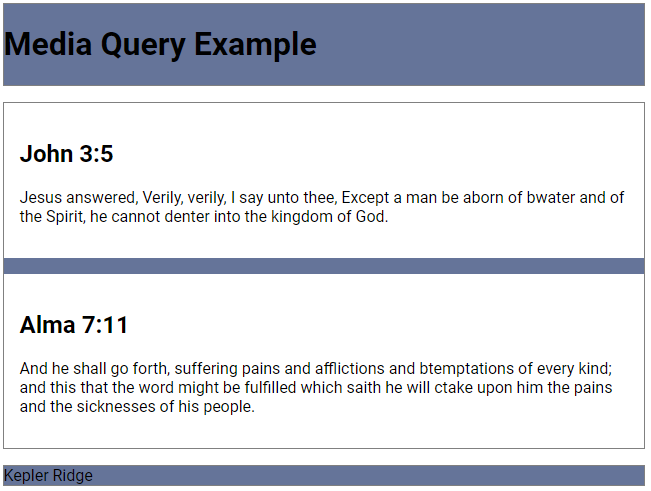 Media Query Example
John 3:5
Jesus answered, Verily, verily, I say unto thee, Except a man be aborn of bwater and of
the Spirit, he cannot denter into the kingdom of God.
Alma 7:11
And he shall go forth, suffering pains and afflictions and btemptations of every kind;
and this that the word might be fulfilled which saith he will ctake upon him the pains
and the sicknesses of his people.
Kepler Ridge